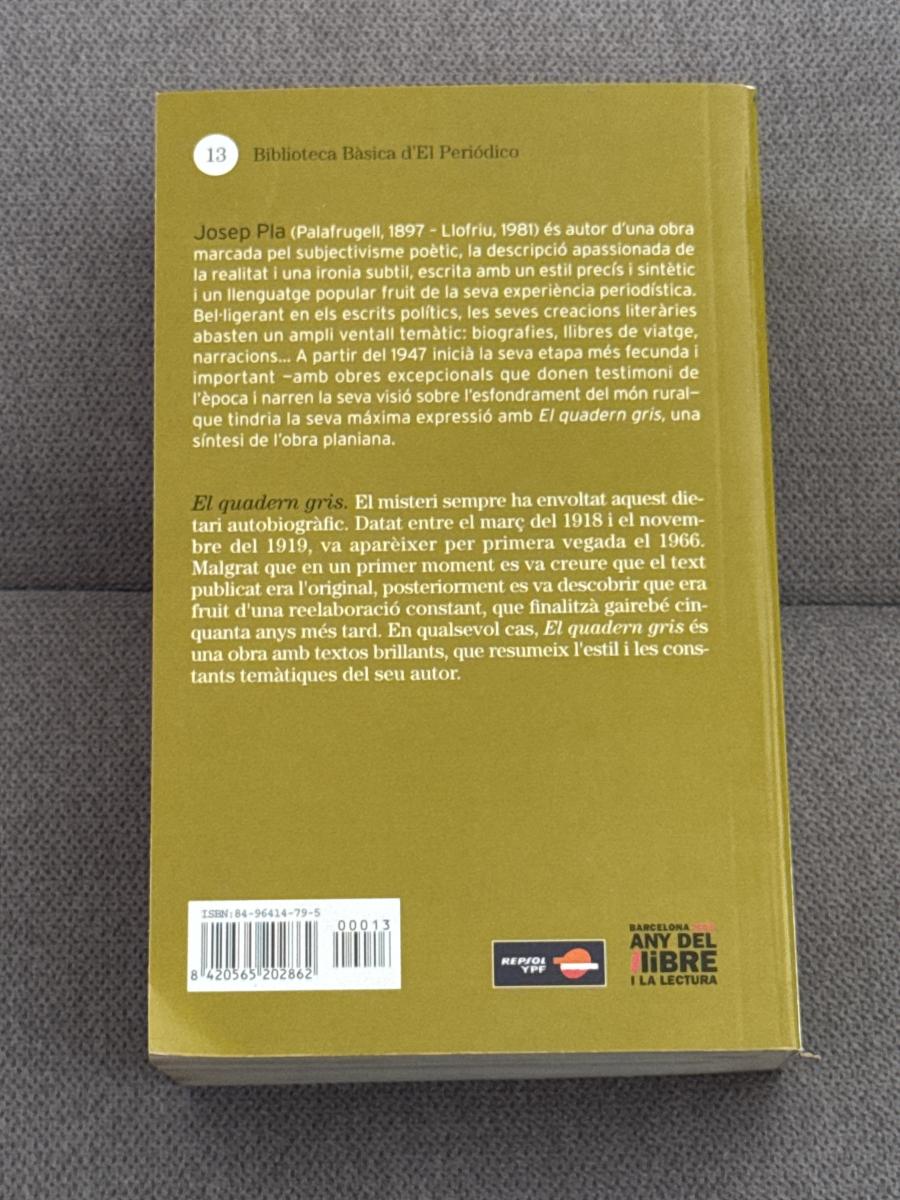 13 Biblioteca Bàsica d'El Periódico
Josep Pla (Palafrugell, 1897 - Llofriu, 1981) és autor d'una obra
marcada pel subjectivisme poètic, la descripció apassionada de
la realitat i una ironia subtil, escrita amb un estil precís i sintètic
i un llenguatge popular fruit de la seva experiència periodística.
Bel·ligerant en els escrits polítics, les seves creacions literàries
abasten un ampli ventall temàtic: biografies, llibres de viatge,
narracions... A partir del 1947 inicià la seva etapa més fecunda i
important —amb obres excepcionals que donen testimoni de
l'època i narren la seva visió sobre l'esfondrament del món rural—
que tindria la seva máxima expressió amb El quadern gris, una
síntesi de l'obra planiana.
El quadern gris. El misteri sempre ha envoltat aquest die-
tari autobiogràfic. Datat entre el març del 1918 i el novem-
bre del 1919, va aparèixer per primera vegada el 1966.
Malgrat que en un primer moment es va creure que el text
publicat era l'original, posteriorment es va descobrir que era
fruit d'una reelaboració constant, que finalitzà gairebé cin-
quanta anys més tard. En qualsevol cas, El quadern gris és
una obra amb textos brillants, que resumeix l'estil i les cons-
tants temàtiques del seu autor.
ISBN:84-96414-79-5
00013
8 420565 202862
REPSOL
YPF
BARCELONA
ANY DEL
lliBRE
I LA LECTURA